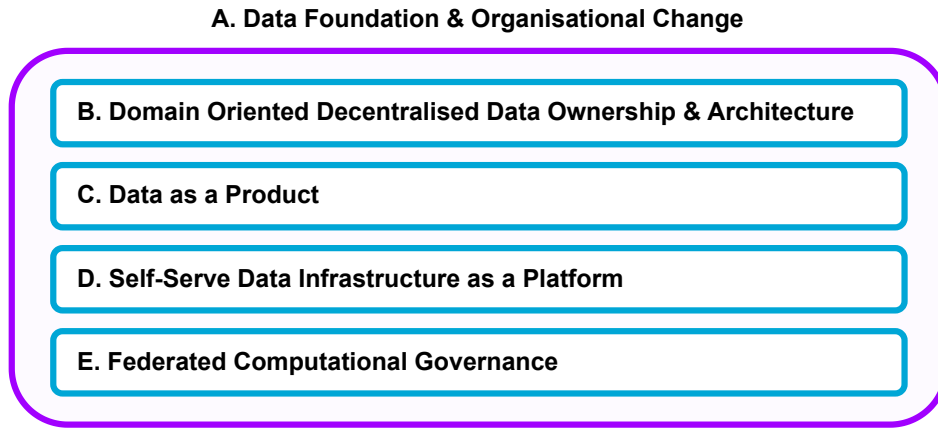 A. Data Foundation & Organisational Change
B. Domain Oriented Decentralised Data Ownership & Architecture
C. Data as a Product
D. Self-Serve Data Infrastructure as a Platform
E. Federated Computational Governance